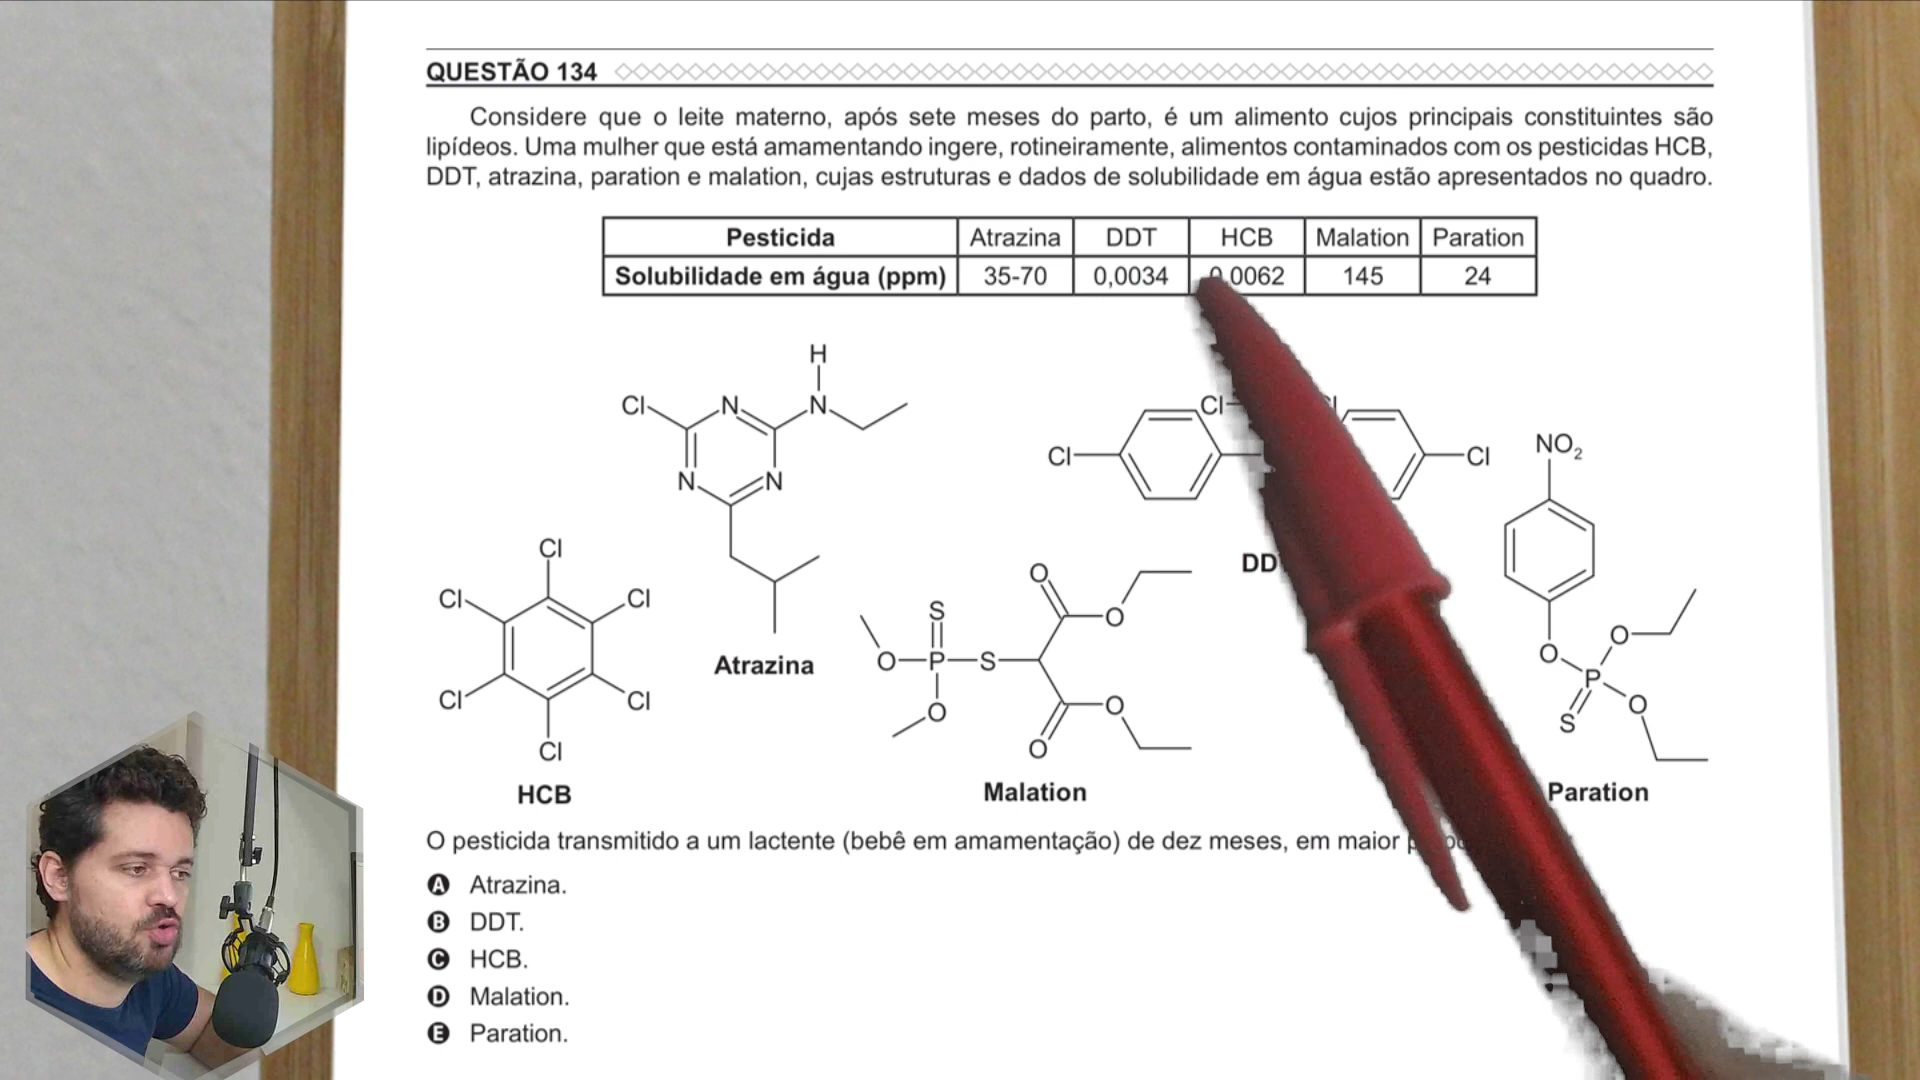 QUESTÃO 134
Considere que o leite materno, após sete meses do parto, é um alimento cujos principais constituintes são
lipídeos. Uma mulher que está amamentando ingere, rotineiramente, alimentos contaminados com os pesticidas HCB,
DDT, atrazina, paration e malation, cujas estruturas e dados de solubilidade em água estão apresentados no quadro.
Pesticida Atrazina DDT HCB Malation Paration
Solubilidade em água (ppm) 35-70 0,0034 0,0062 145 24
H
Cl N N Cl Cl
N N
Cl Cl
NO2
Cl
Cl Cl
Cl Cl
Cl
HCB
Atrazina
S
O P S
O
O O
O O
Malation
DD
O O
P
S O
Paration
O pesticida transmitido a um lactente (bebê em amamentação) de dez meses, em maior
A Atrazina.
B DDT.
C HCB.
D Malation.
E Paration.